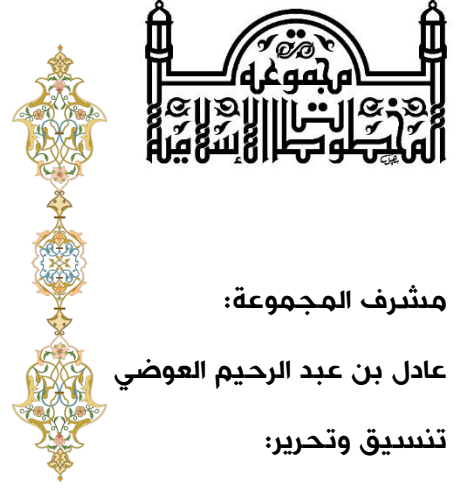 مجموعة
المخطوطات الإسلامية
مشرف المجموعة:
عادل بن عبد الرحيم العوضي
تنسيق وتحرير: